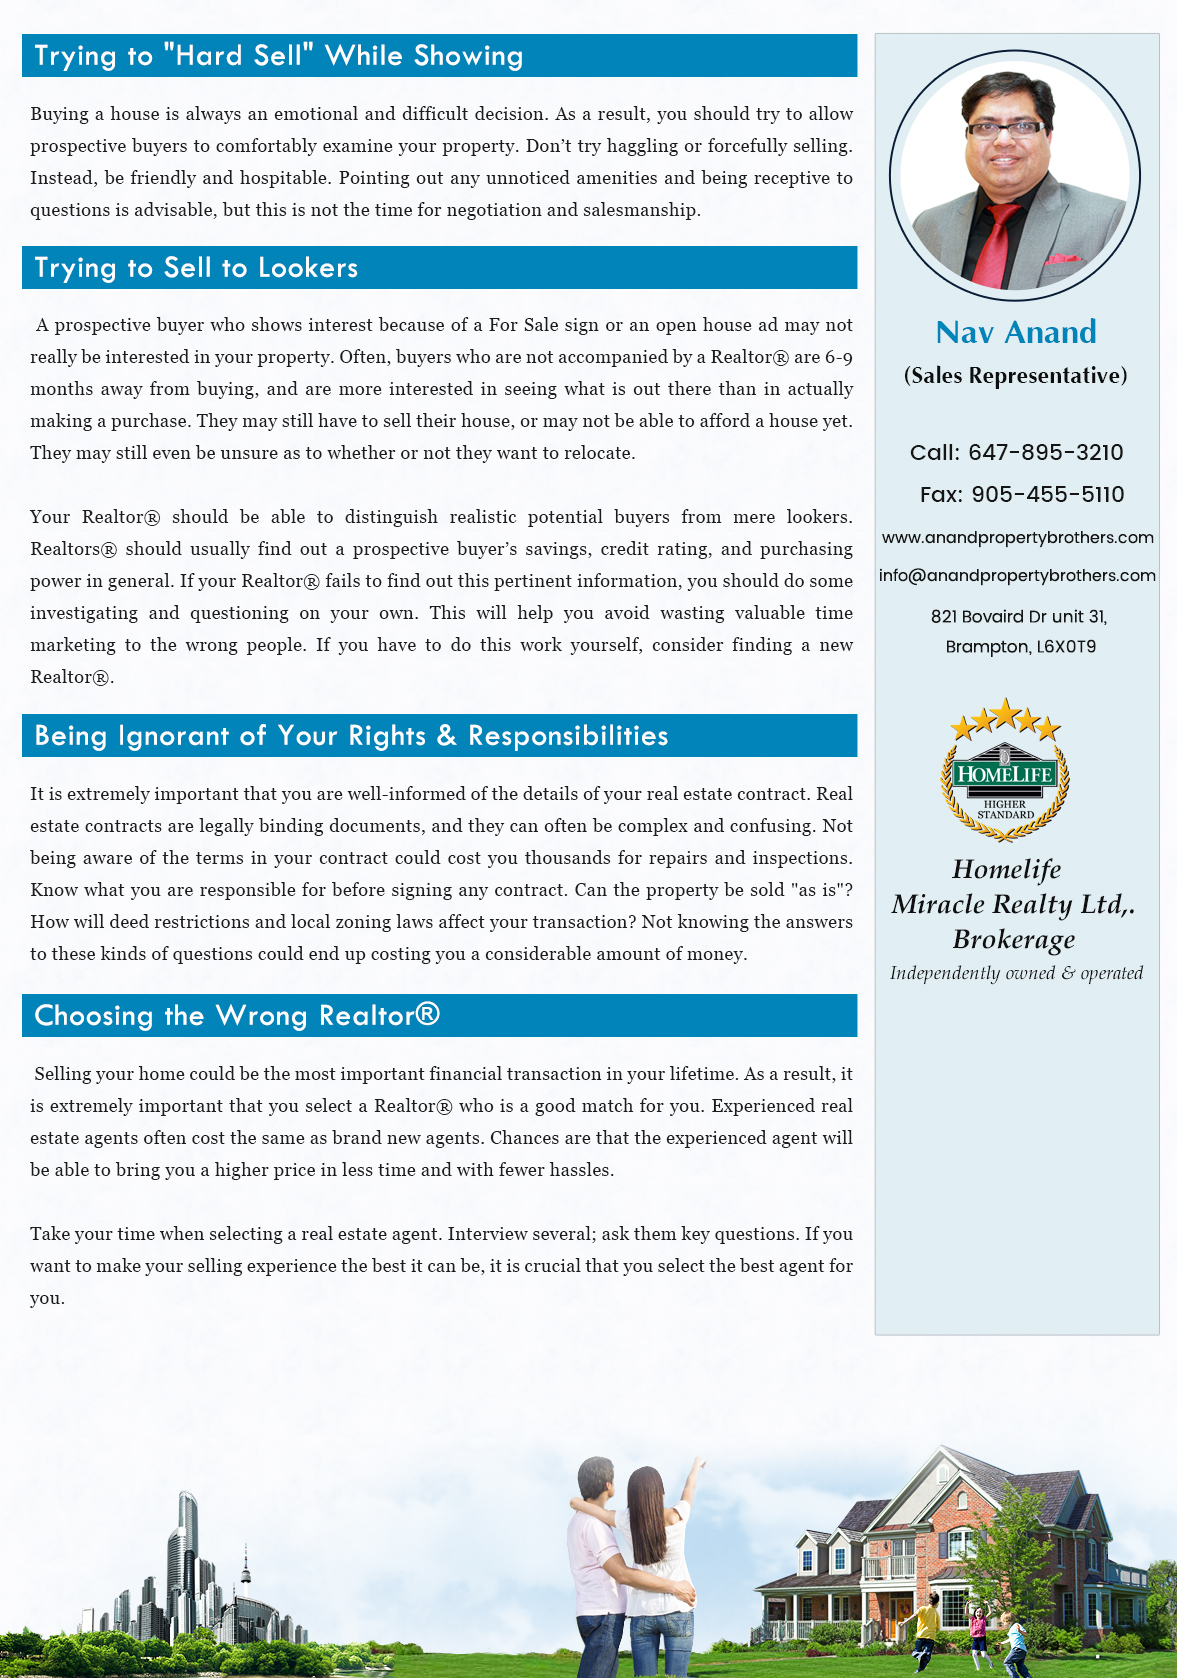 Trying to "Hard Sell" While Showing
Buying a house is always an emotional and difficult decision. As a result, you should try to allow
prospective buyers to comfortably examine your property. Don’t try haggling or forcefully selling.
Instead, be friendly and hospitable. Pointing out any unnoticed amenities and being receptive to
questions is advisable, but this is not the time for negotiation and salesmanship.
Trying to Sell to Lookers
A prospective buyer who shows interest because of a For Sale sign or an open house ad may not
really be interested in your property. Often, buyers who are not accompanied by a Realtor® are 6-9
months away from buying, and are more interested in seeing what is out there than in actually
making a purchase. They may still have to sell their house, or may not be able to afford a house yet.
They may still even be unsure as to whether or not they want to relocate.
Your Realtor® should be able to distinguish realistic potential buyers from mere lookers.
Realtors® should usually find out a prospective buyer’s savings, credit rating, and purchasing
power in general. If your Realtor® fails to find out this pertinent information, you should do some
investigating and questioning on your own. This will help you avoid wasting valuable time
marketing to the wrong people. If you have to do this work yourself, consider finding a new
Realtor®.
Being Ignorant of Your Rights & Responsibilities
It is extremely important that you are well-informed of the details of your real estate contract. Real
estate contracts are legally binding documents, and they can often be complex and confusing. Not
being aware of the terms in your contract could cost you thousands for repairs and inspections.
Know what you are responsible for before signing any contract. Can the property be sold "as is"?
How will deed restrictions and local zoning laws affect your transaction? Not knowing the answers
to these kinds of questions could end up costing you a considerable amount of money.
Choosing the Wrong Realtor®
Selling your home could be the most important financial transaction in your lifetime. As a result, it
is extremely important that you select a Realtor® who is a good match for you. Experienced real
estate agents often cost the same as brand new agents. Chances are that the experienced agent will
be able to bring you a higher price in less time and with fewer hassles.
Take your time when selecting a real estate agent. Interview several; ask them key questions. If you
want to make your selling experience the best it can be, it is crucial that you select the best agent for
you.
Nav Anand
(Sales Representative)
Call: 647-895-3210
Fax: 905-455-5110
www.anandpropertybrothers.com
info@anandpropertybrothers.com
821 Bovaird Dr unit 31,
Brampton, L6X0T9
HOMELIFE
HIGHER
STANDARD
Homelife
Miracle Realty Ltd,.
Brokerage
Independently owned & operated